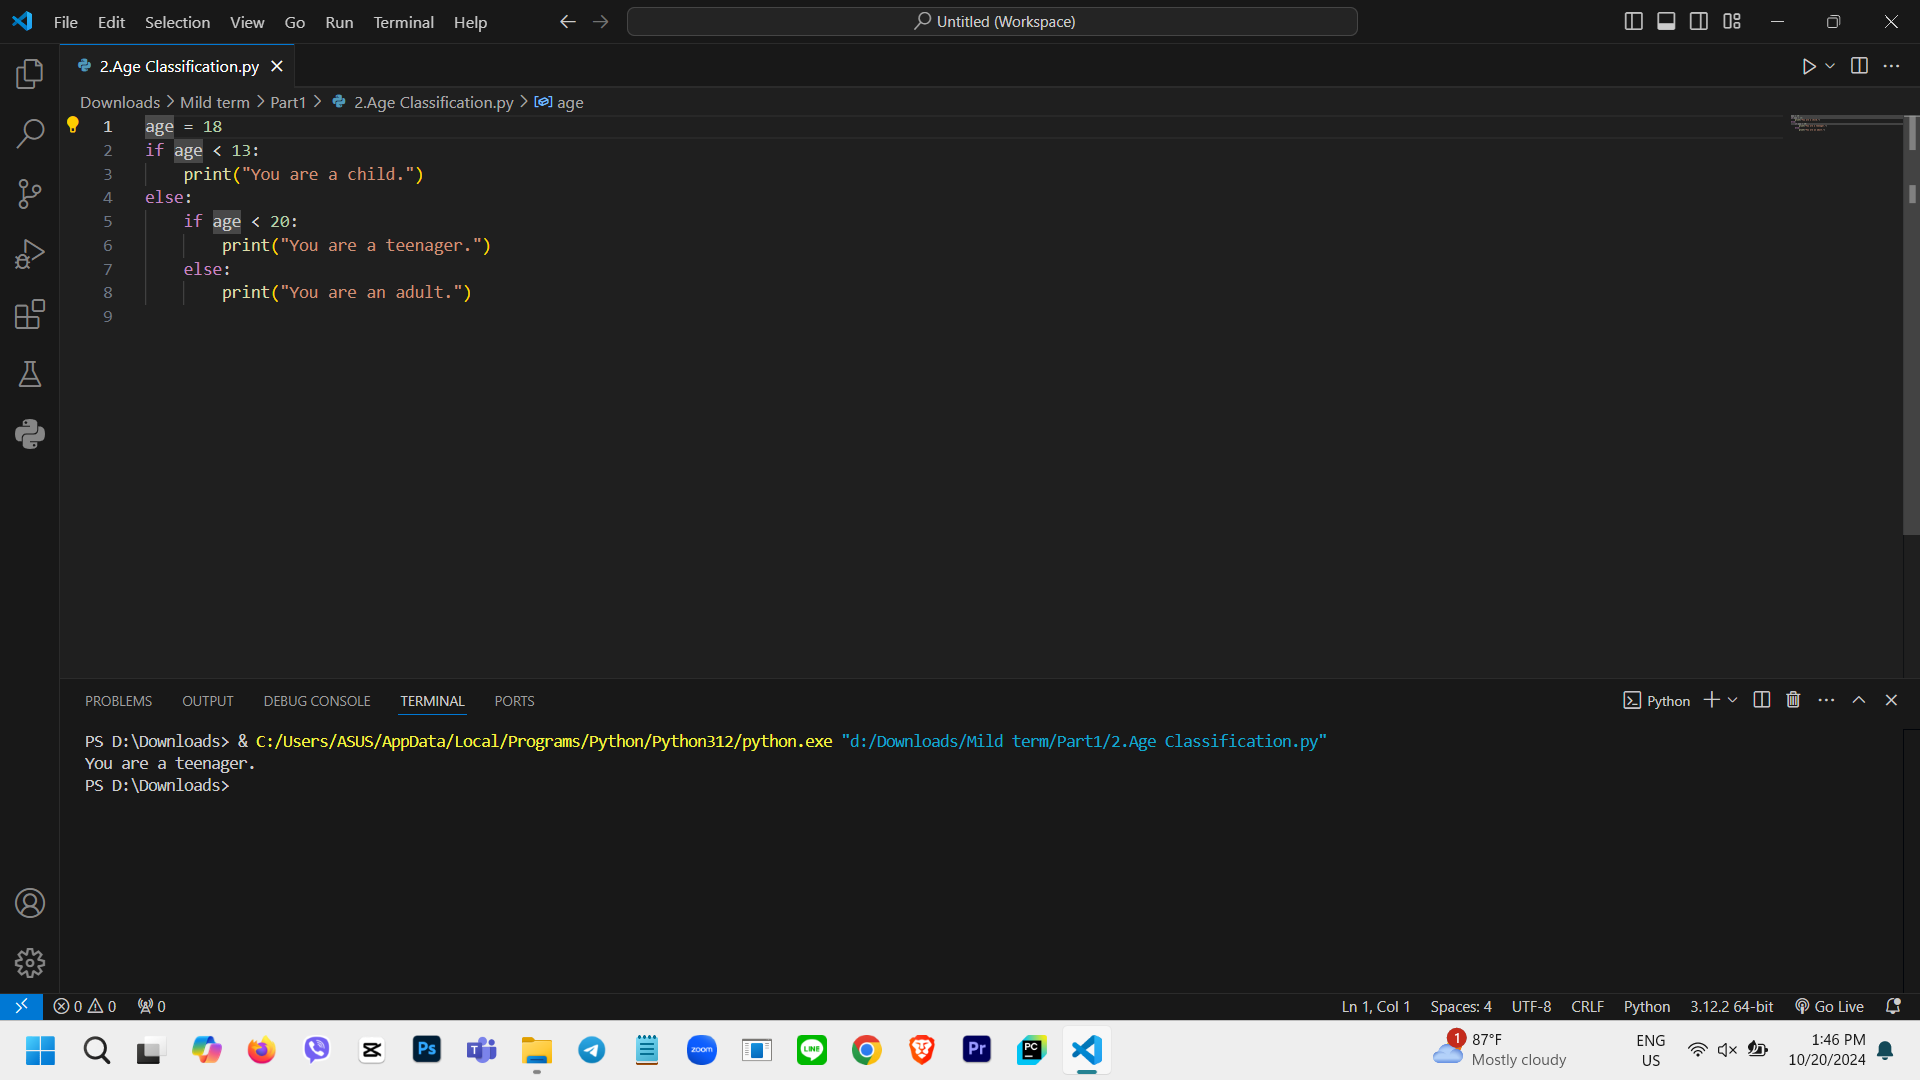 File Edit Selection View Go Run Terminal Help
Untitled (Workspace)
2.Age Classification.py
Downloads > Mild term > Part1 > 2.Age Classification.py > age
1 age = 18
2 if age < 13:
3 print("You are a child.")
4 else:
5 if age < 20:
6 print("You are a teenager.")
7 else:
8 print("You are an adult.")
9
PROBLEMS OUTPUT DEBUG CONSOLE TERMINAL PORTS
Python
PS D:\Downloads> & C:/Users/ASUS/AppData/Local/Programs/Python/Python312/python.exe "d:/Downloads/Mild term/Part1/2.Age Classification.py"
You are a teenager.
PS D:\Downloads>
0 0 0
Ln 1, Col 1 Spaces: 4 UTF-8 CRLF Python 3.12.2 64-bit Go Live
Ps
T
zoom
LINE
Pr
PC
1
87°F
Mostly cloudy
ENG
US
1:46 PM
10/20/2024